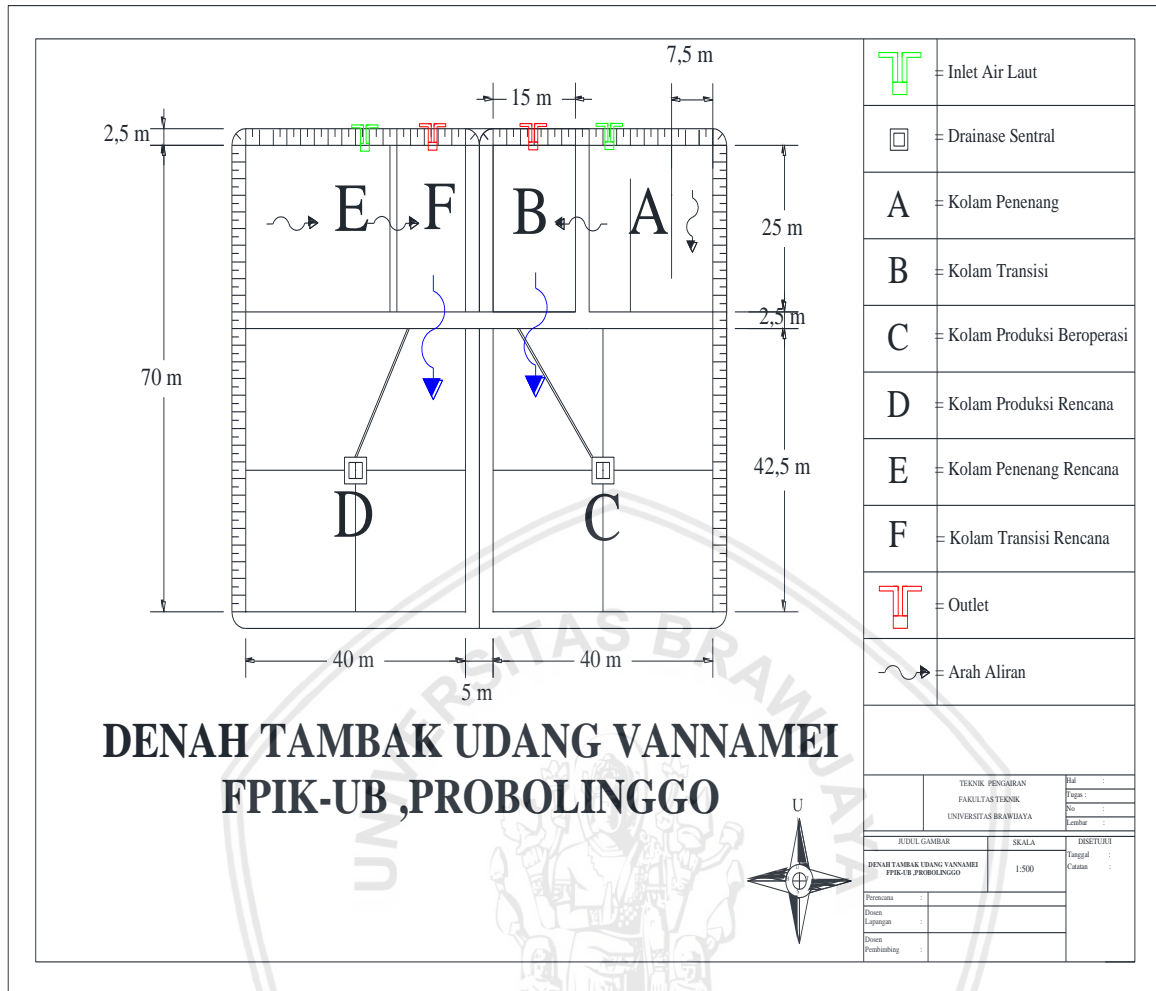 7,5 m
15 m
2,5 m
E
F
B
A
25 m
2,5 m
70 m
42,5 m
D
C
40 m
40 m
5 m
DENAH TAMBAK UDANG VANNAMEI
FPIK-UB ,PROBOLINGGO
U
UNIVERSITAS BRAWIJAYA
= Inlet Air Laut
= Drainase Sentral
A = Kolam Penenang
B = Kolam Transisi
C = Kolam Produksi Beroperasi
D = Kolam Produksi Rencana
E = Kolam Penenang Rencana
F = Kolam Transisi Rencana
= Outlet
= Arah Aliran
TEKNIK PENGAIRAN
FAKULTAS TEKNIK
UNIVERSITAS BRAWIJAYA
Hal :
Tugas :
No :
Lembar :
JUDUL GAMBAR
SKALA
DISETUJUI
DENAH TAMBAK UDANG VANNAMEI
FPIK-UB ,PROBOLINGGO
1:500
Tanggal :
Catatan :
Perencana :
Dosen
Lapangan :
Dosen
Pembimbing :